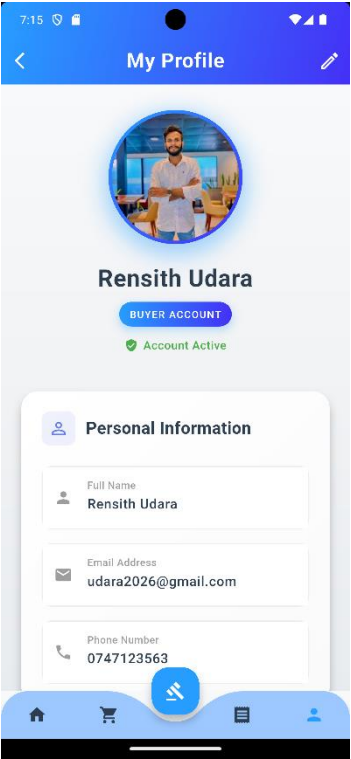 7:15
My Profile
Rensith Udara
BUYER ACCOUNT
Account Active
Personal Information
Full Name
Rensith Udara
Email Address
udara2026@gmail.com
Phone Number
0747123563